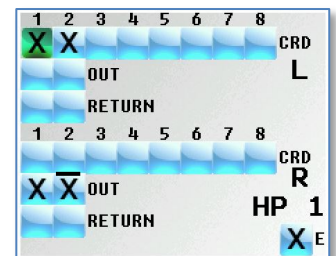 1 2 3 4 5 6 7 8
X X CRD
L
OUT
RETURN
1 2 3 4 5 6 7 8
CRD
R
X X̅ OUT
HP 1
RETURN
X E